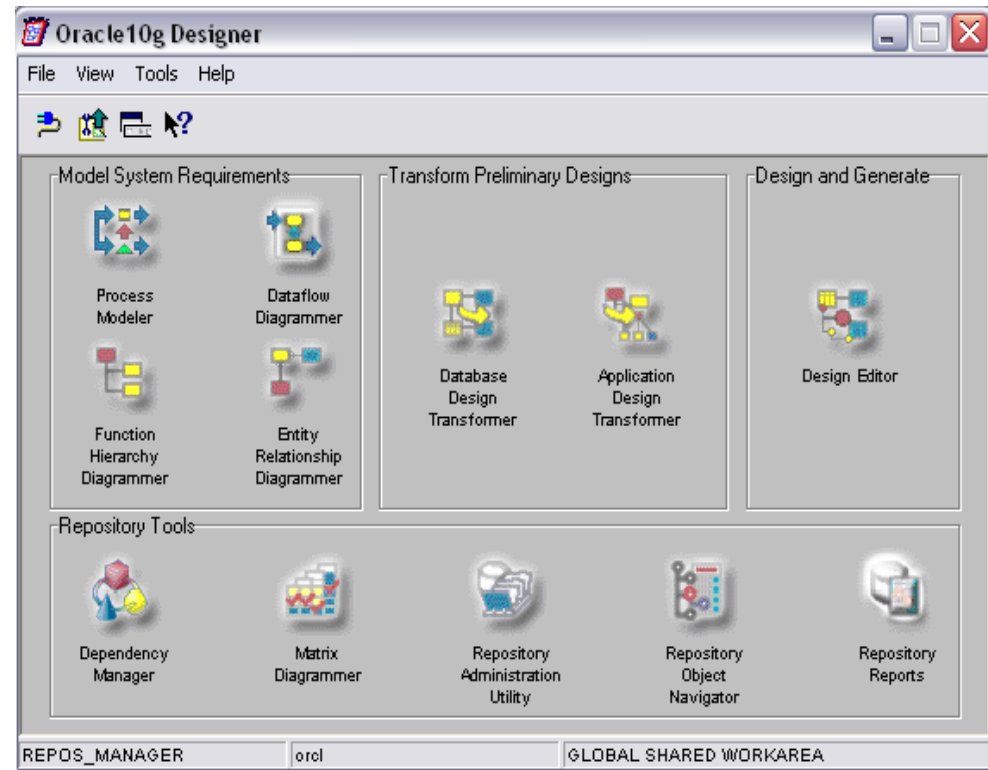 Oracle10g Designer
File View Tools Help
Model System Requirements
Process
Modeler
Dataflow
Diagrammer
Function
Hierarchy
Diagrammer
Entity
Relationship
Diagrammer
Transform Preliminary Designs
Database
Design
Transformer
Application
Design
Transformer
Design and Generate
Design Editor
Repository Tools
Dependency
Manager
Matrix
Diagrammer
Repository
Administration
Utility
Repository
Object
Navigator
Repository
Reports
REPOS_MANAGER orcl GLOBAL SHARED WORKAREA